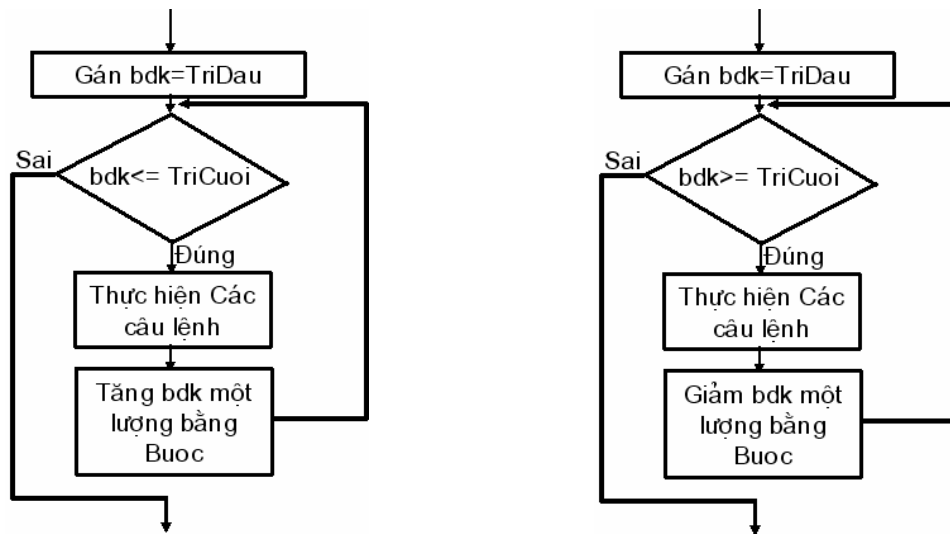 Gán bdk=TriDau
Sai
bdk<= TriCuoi
Đúng
Thực hiện Các
câu lệnh
Tăng bdk một
lượng bằng
Buoc
Gán bdk=TriDau
Sai
bdk>= TriCuoi
Đúng
Thực hiện Các
câu lệnh
Giảm bdk một
lượng bằng
Buoc